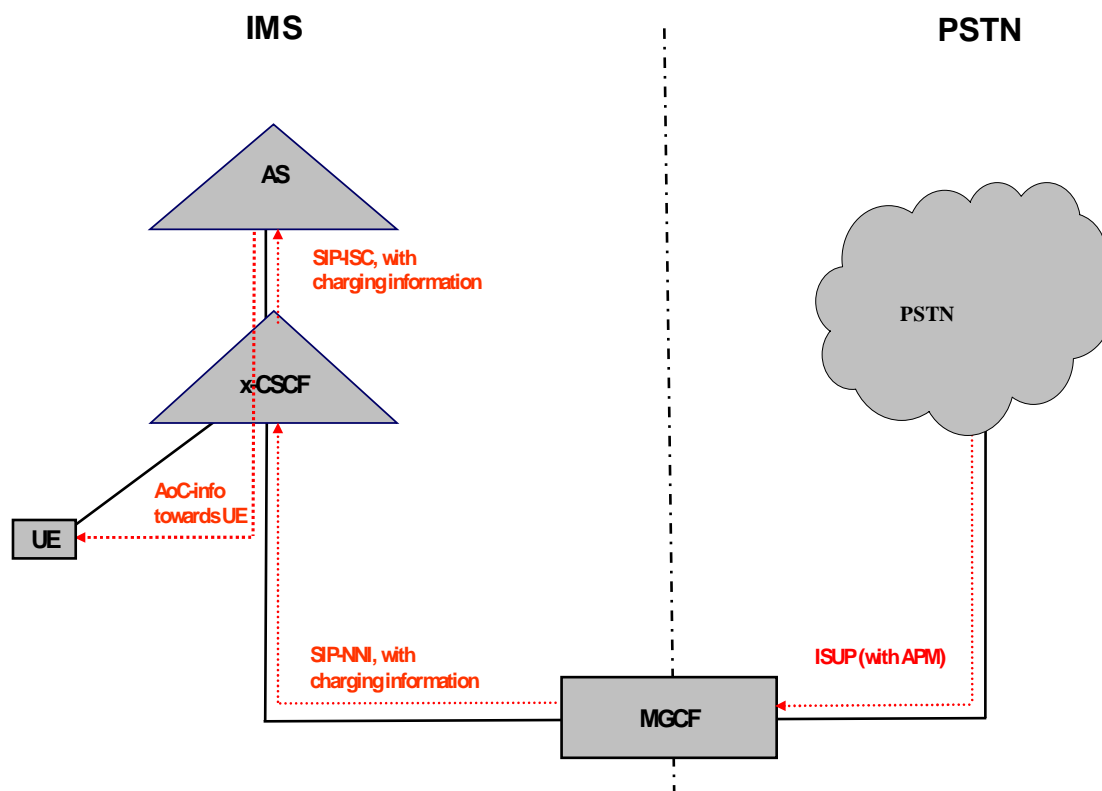 IMS
PSTN
AS
SIP-ISC, with
charging information
PSTN
x-CSCF
AoC-info
towards UE
UE
SIP-NNI, with
charging information
ISUP (with APM)
MGCF